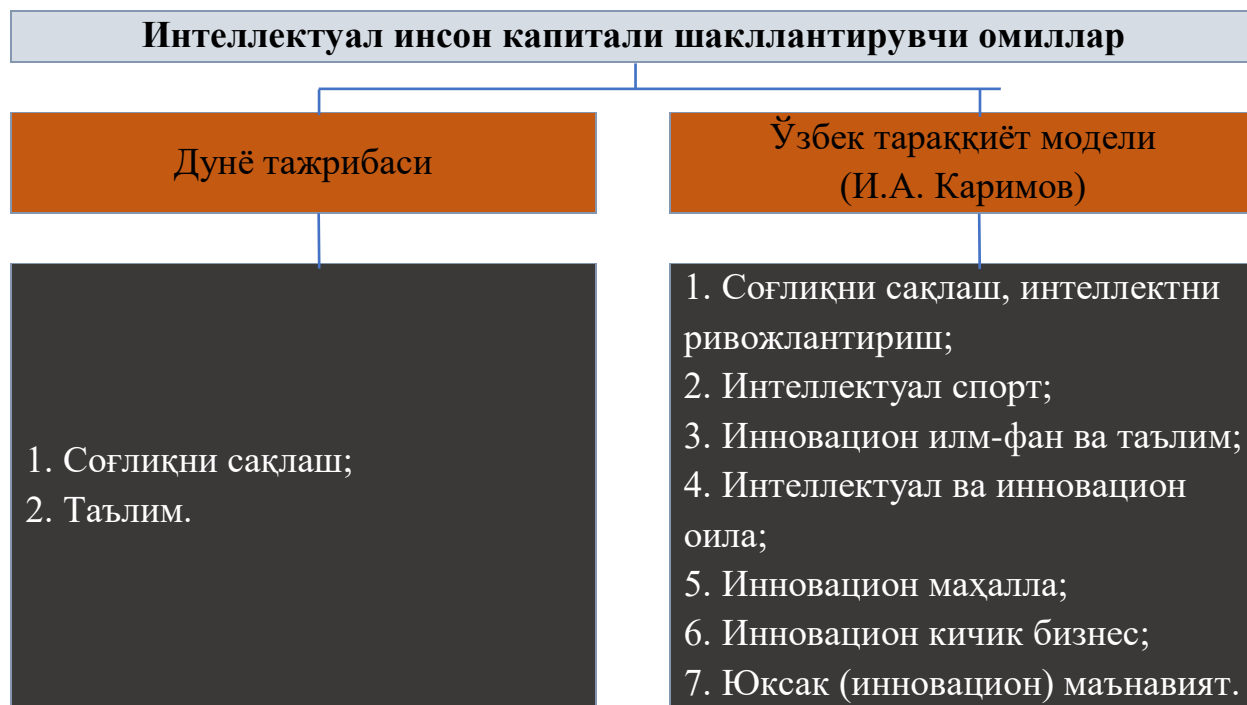 Интеллектуал инсон капитали шакллантирувчи омиллар
Дунё тажрибаси
Ўзбек тараққиёт модели
(И.А. Каримов)
1. Соғлиқни сақлаш;
2. Таълим.
1. Соғлиқни сақлаш, интеллектни
ривожлантириш;
2. Интеллектуал спорт;
3. Инновацион илм-фан ва таълим;
4. Интеллектуал ва инновацион
оила;
5. Инновацион маҳалла;
6. Инновацион кичик бизнес;
7. Юксак (инновацион) маънавият.